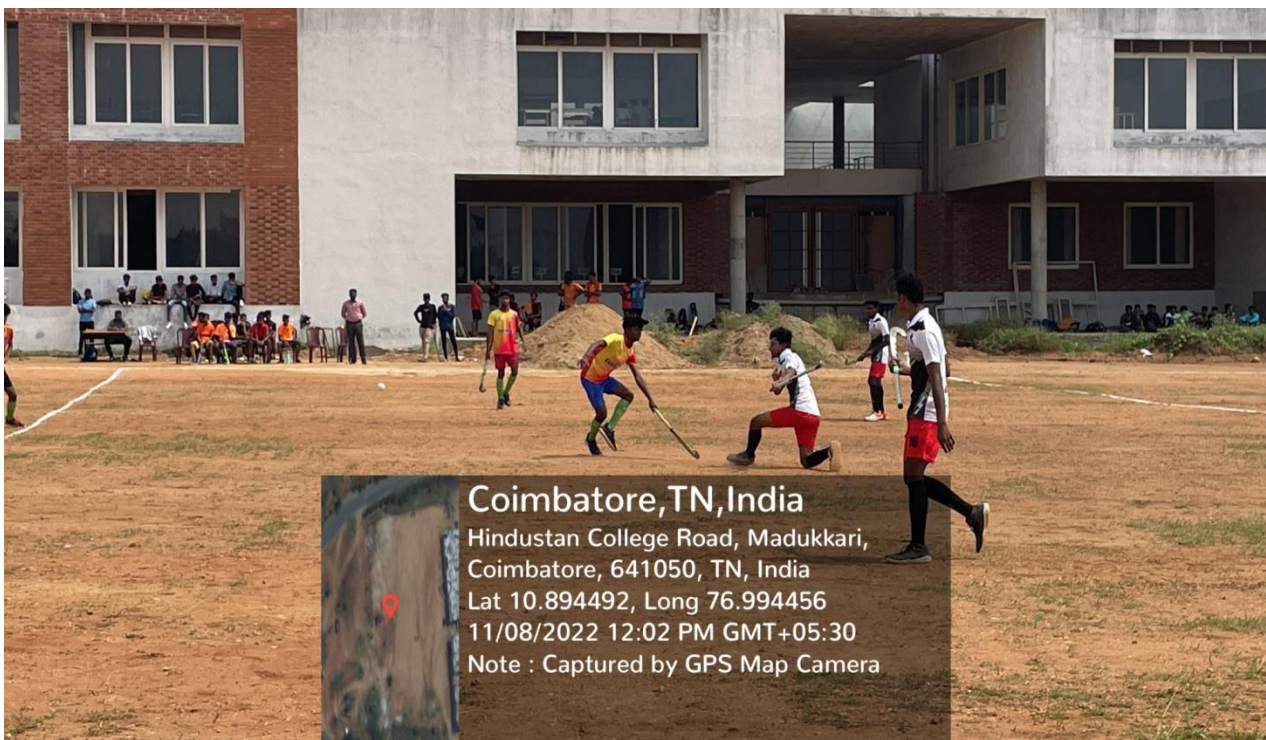 Coimbatore,TN,India
Hindustan College Road, Madukkari,
Coimbatore, 641050, TN, India
Lat 10.894492, Long 76.994456
11/08/2022 12:02 PM GMT+05:30
Note : Captured by GPS Map Camera
16